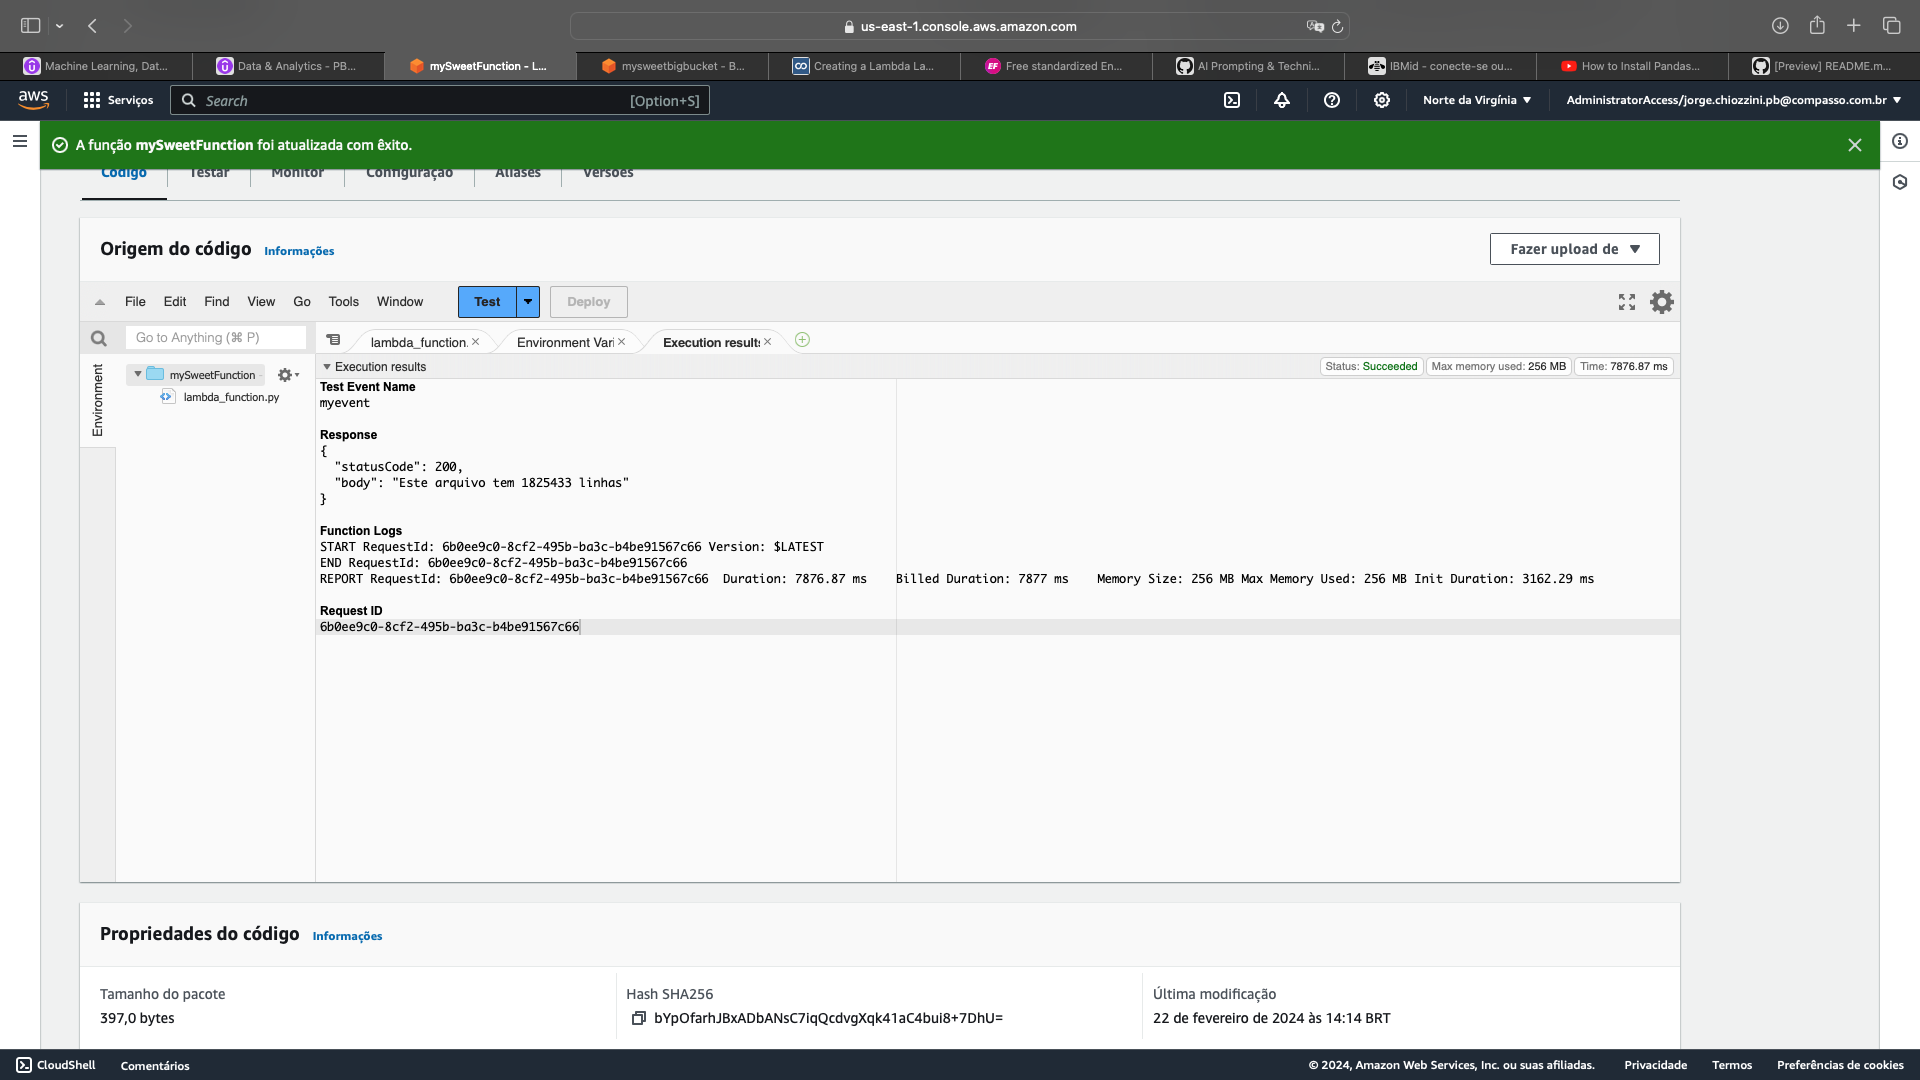 us-east-1.console.aws.amazon.com
Machine Learning, Dat...
Data & Analytics - PB...
mySweetFunction - L...
mysweetbigbucket - B...
Creating a Lambda La...
EF Free standardized En...
AI Prompting & Techni...
IBMid - conecte-se ou...
How to Install Pandas...
[Preview] README.m...
aws
Serviços
Search
[Option+S]
Norte da Virgínia
AdministratorAccess/jorge.chiozzini.pb@compasso.com.br
A função mySweetFunction foi atualizada com êxito.
Código
Testar
Monitor
Configuração
Aliases
Versões
Origem do código
Informações
Fazer upload de
File Edit Find View Go Tools Window
Test
Deploy
Go to Anything (⌘ P)
lambda_function.
Environment Vari
Execution results
Environment
mySweetFunction
lambda_function.py
Execution results
Status: Succeeded
Max memory used: 256 MB
Time: 7876.87 ms
Test Event Name
myevent
Response
{
"statusCode": 200,
"body": "Este arquivo tem 1825433 linhas"
}
Function Logs
START RequestId: 6b0ee9c0-8cf2-495b-ba3c-b4be91567c66 Version: $LATEST
END RequestId: 6b0ee9c0-8cf2-495b-ba3c-b4be91567c66
REPORT RequestId: 6b0ee9c0-8cf2-495b-ba3c-b4be91567c66 Duration: 7876.87 ms Billed Duration: 7877 ms Memory Size: 256 MB Max Memory Used: 256 MB Init Duration: 3162.29 ms
Request ID
6b0ee9c0-8cf2-495b-ba3c-b4be91567c66
Propriedades do código
Informações
Tamanho do pacote
397,0 bytes
Hash SHA256
bYpOfarhJBxADbANsC7iqQcdvgXqk41aC4bui8+7DhU=
Última modificação
22 de fevereiro de 2024 às 14:14 BRT
CloudShell
Comentários
© 2024, Amazon Web Services, Inc. ou suas afiliadas.
Privacidade
Termos
Preferências de cookies